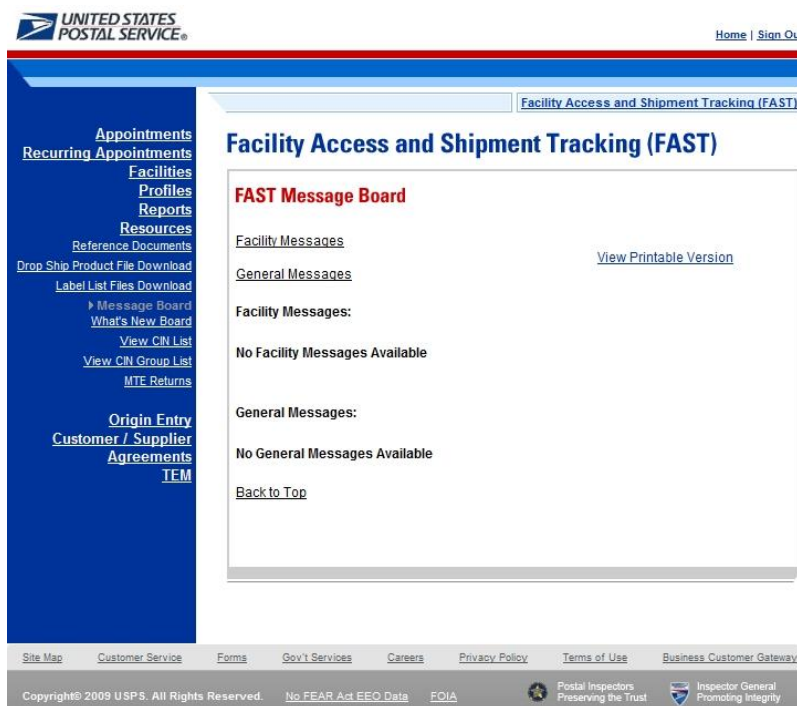 UNITED STATES
POSTAL SERVICE®
Home | Sign Ou
Facility Access and Shipment Tracking (FAST)
Appointments
Recurring Appointments
Facilities
Profiles
Reports
Resources
Reference Documents
Drop Ship Product File Download
Label List Files Download
Message Board
What's New Board
View CIN List
View CIN Group List
MTE Returns
Origin Entry
Customer / Supplier
Agreements
TEM
Facility Access and Shipment Tracking (FAST)
FAST Message Board
Facility Messages
View Printable Version
General Messages
Facility Messages:
No Facility Messages Available
General Messages:
No General Messages Available
Back to Top
Site Map Customer Service Forms Gov't Services Careers Privacy Policy Terms of Use Business Customer Gateway
Copyright© 2009 USPS. All Rights Reserved. No FEAR Act EEO Data FOIA
Postal Inspectors
Preserving the Trust
Inspector General
Promoting Integrity